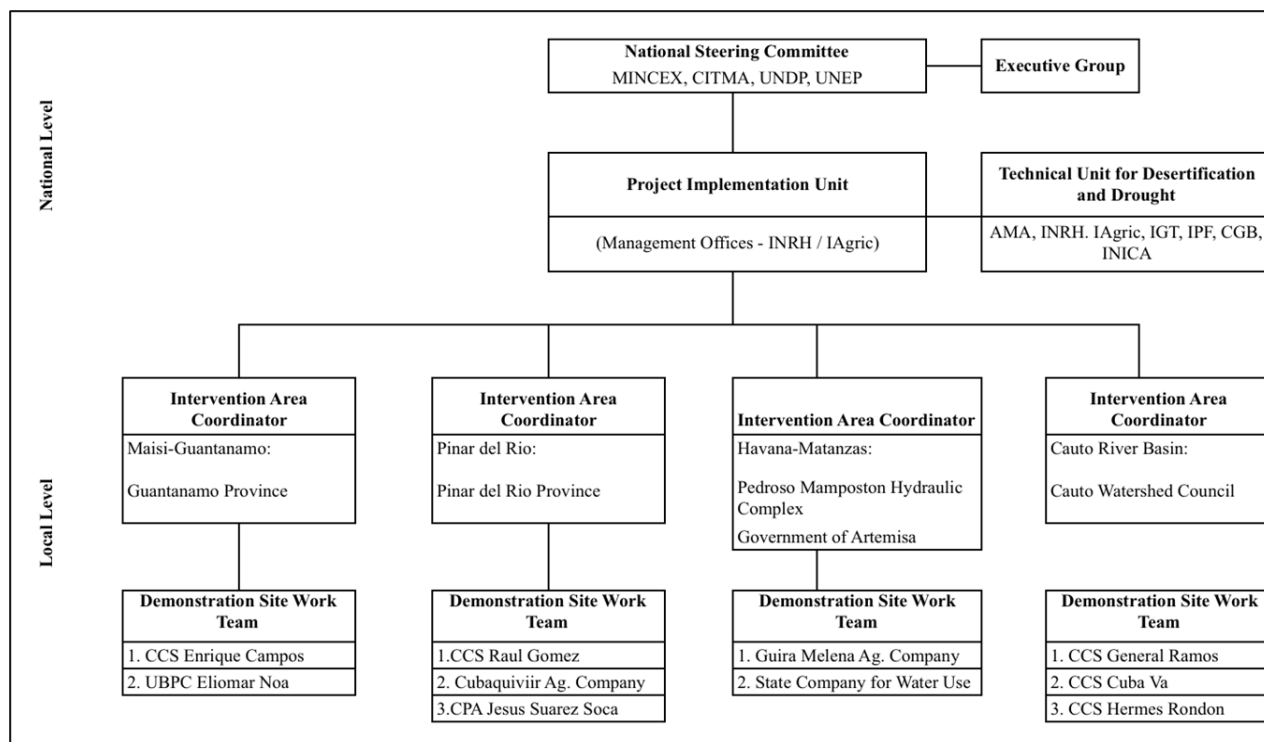 National Level
National Steering Committee
MINCEX, CITMA, UNDP, UNEP
Executive Group
Project Implementation Unit
(Management Offices - INRH / IAgric)
Technical Unit for Desertification
and Drought
AMA, INRH. IAgric, IGT, IPF, CGB,
INICA
Local Level
Intervention Area
Coordinator
Maisi-Guantanamo:
Guantanamo Province
Intervention Area
Coordinator
Pinar del Rio:
Pinar del Rio Province
Intervention Area Coordinator
Havana-Matanzas:
Pedroso Mamposton Hydraulic
Complex
Government of Artemisa
Intervention Area
Coordinator
Cauto River Basin:
Cauto Watershed Council
Demonstration Site Work
Team
1. CCS Enrique Campos
2. UBPC Eliomar Noa
Demonstration Site Work
Team
1.CCS Raul Gomez
2. Cubaquiviir Ag. Company
3.CPA Jesus Suarez Soca
Demonstration Site Work
Team
1. Guira Melena Ag. Company
2. State Company for Water Use
Demonstration Site Work
Team
1. CCS General Ramos
2. CCS Cuba Va
3. CCS Hermes Rondon